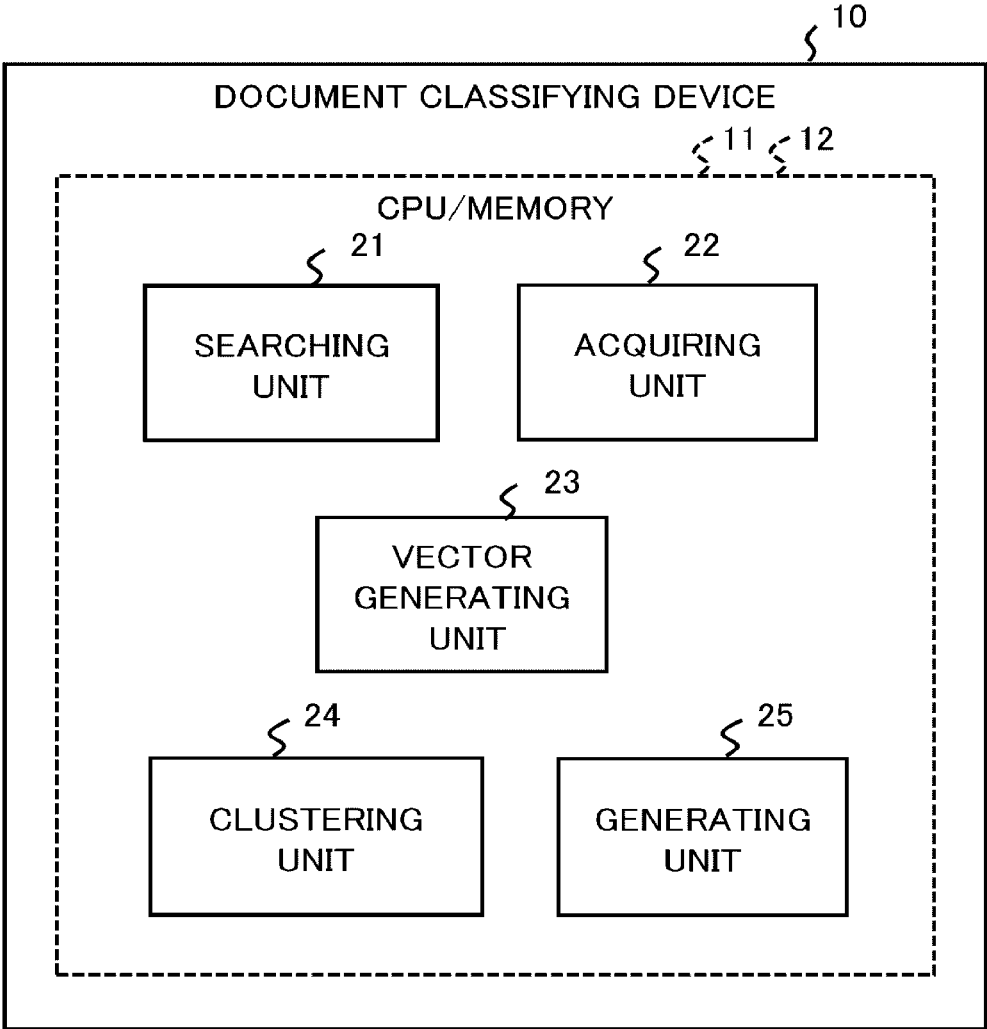 10
DOCUMENT CLASSIFYING DEVICE
11 12
CPU/MEMORY
21 22
SEARCHING
UNIT
ACQUIRING
UNIT
23
VECTOR
GENERATING
UNIT
24 25
CLUSTERING
UNIT
GENERATING
UNIT